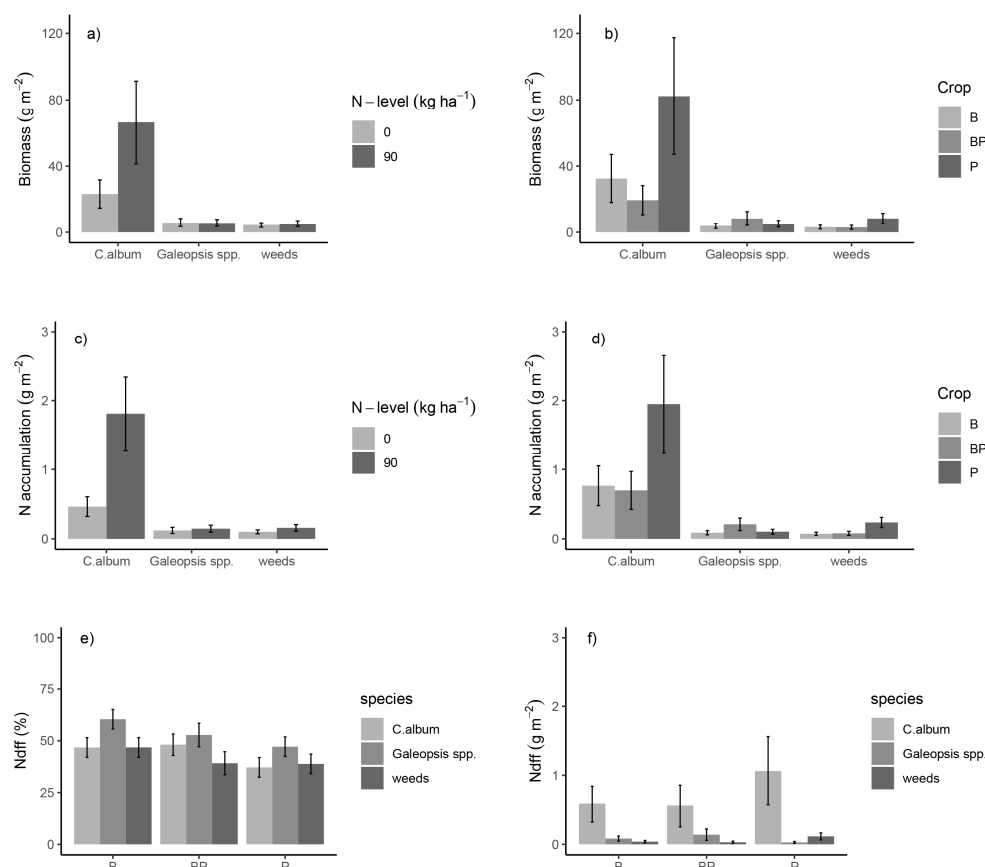 a)
120
80
40
0
Biomass (g m⁻²)
C.album Galeopsis spp. weeds
N – level (kg ha⁻¹)
0
90
b)
120
80
40
0
Biomass (g m⁻²)
C.album Galeopsis spp. weeds
Crop
B
BP
P
c)
3
2
1
0
N accumulation (g m⁻²)
C.album Galeopsis spp. weeds
N – level (kg ha⁻¹)
0
90
d)
3
2
1
0
N accumulation (g m⁻²)
C.album Galeopsis spp. weeds
Crop
B
BP
P
e)
100
75
50
25
0
Ndff (%)
species
C.album
Galeopsis spp.
weeds
f)
3
2
1
0
Ndff (g m⁻²)
species
C.album
Galeopsis spp.
weeds